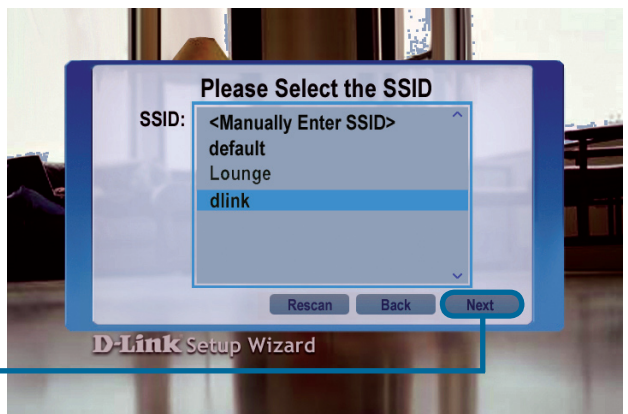 Please Select the SSID
SSID:
<Manually Enter SSID>
default
Lounge
dlink
Rescan Back Next
D-Link Setup Wizard